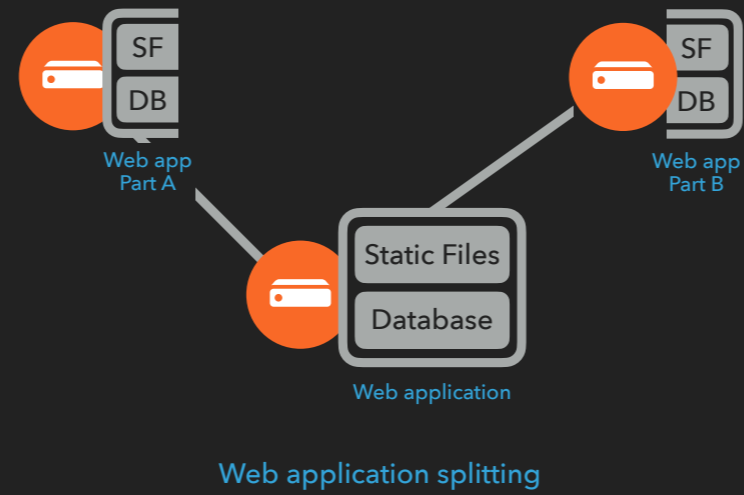 SF
DB
Web app
Part A
SF
DB
Web app
Part B
Static Files
Database
Web application
Web application splitting